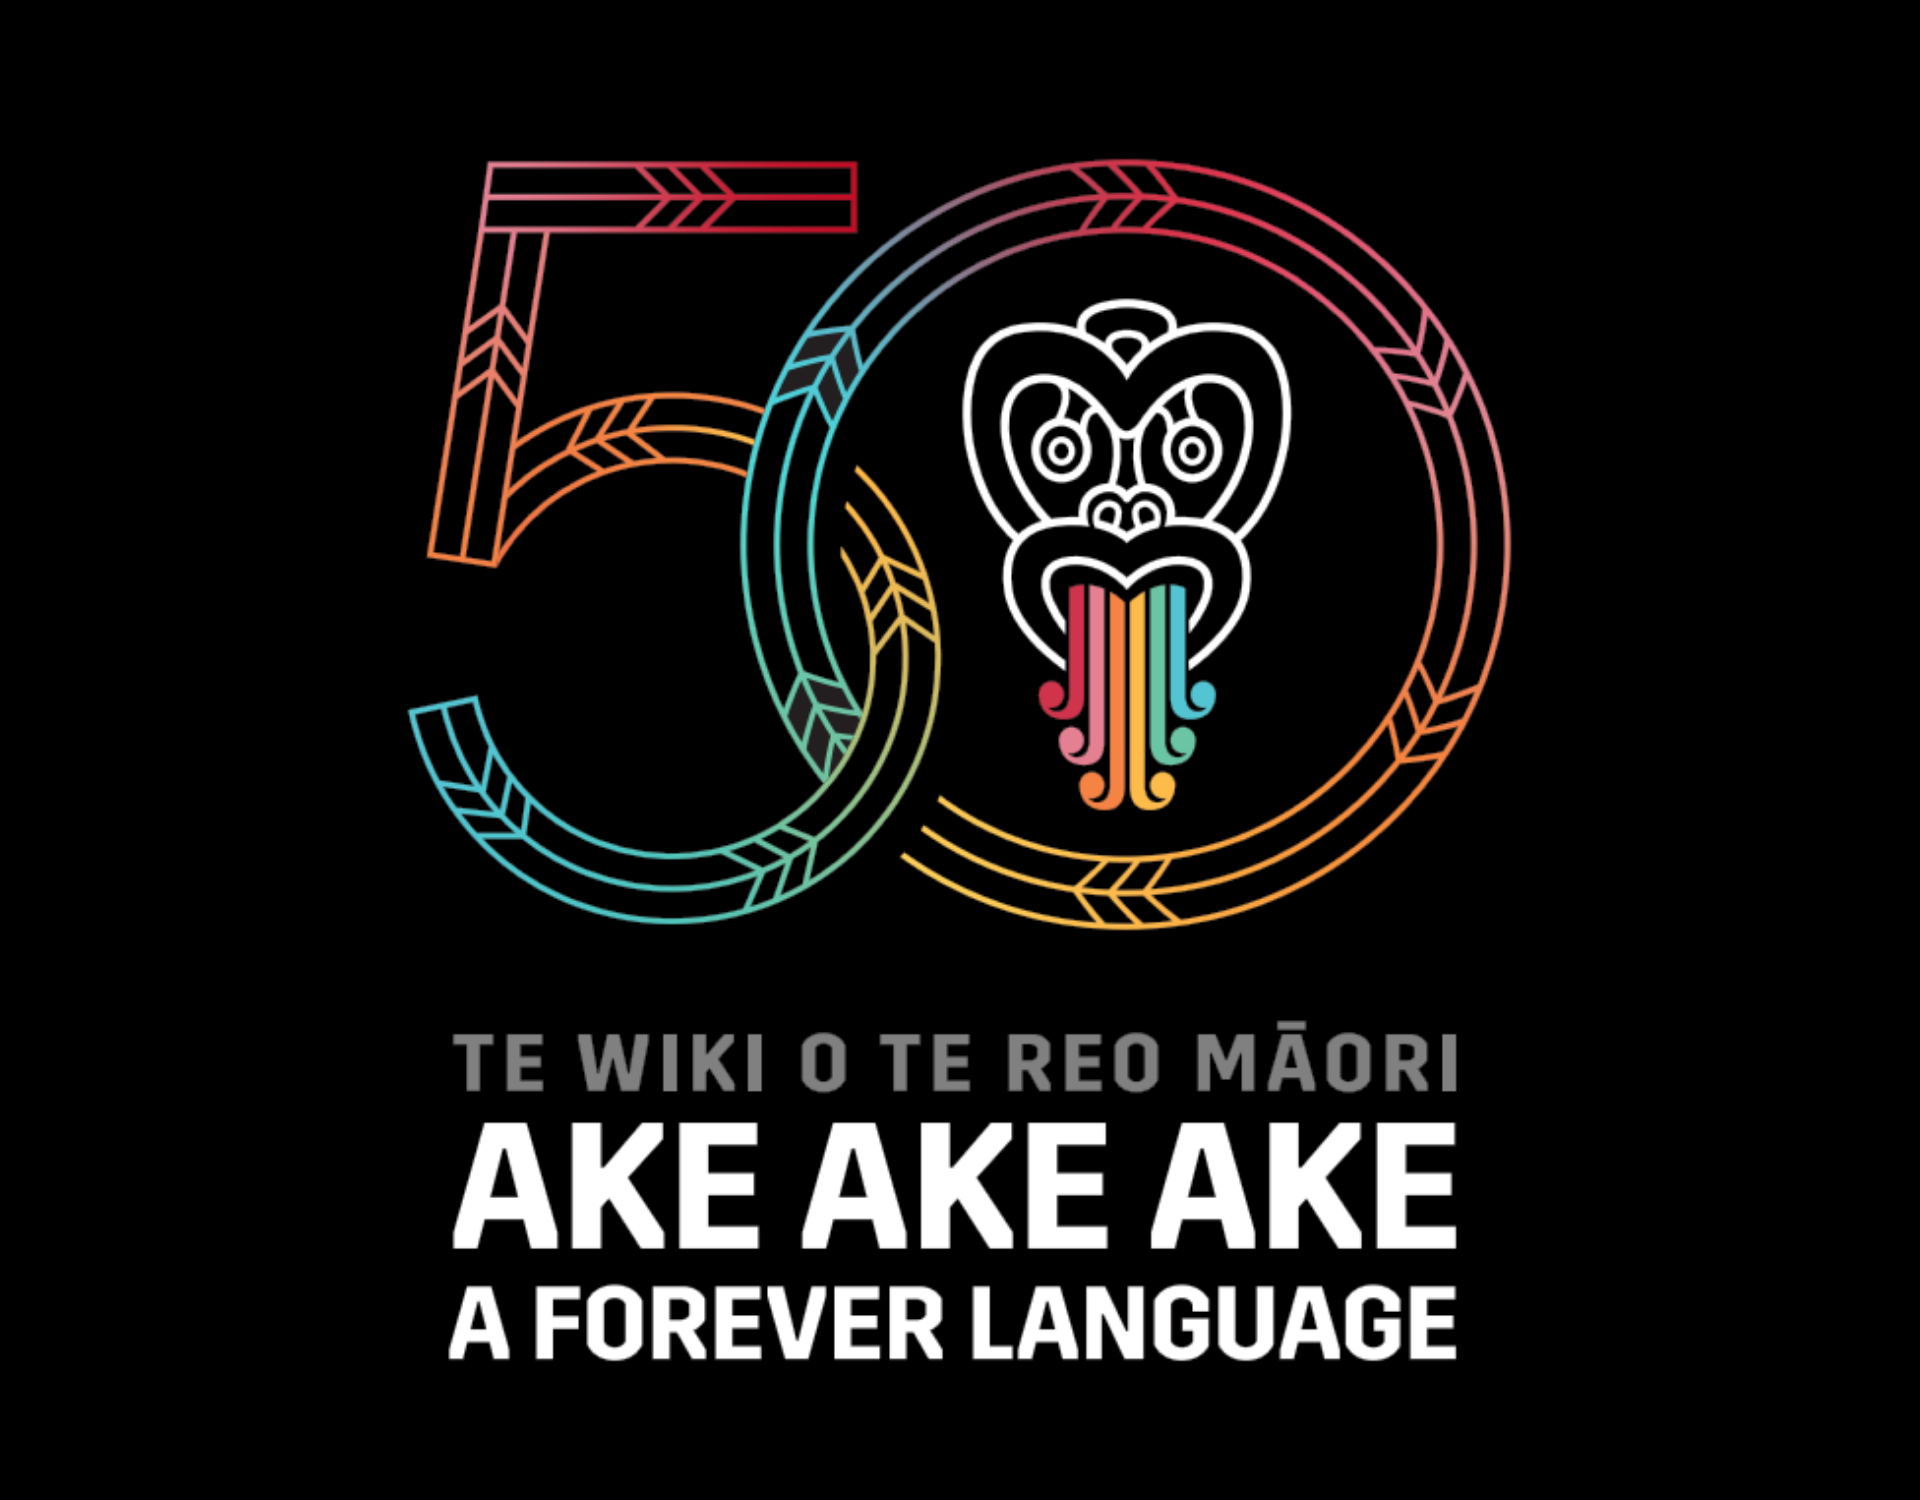 50
TE WIKI O TE REO MĀORI
AKE AKE AKE
A FOREVER LANGUAGE